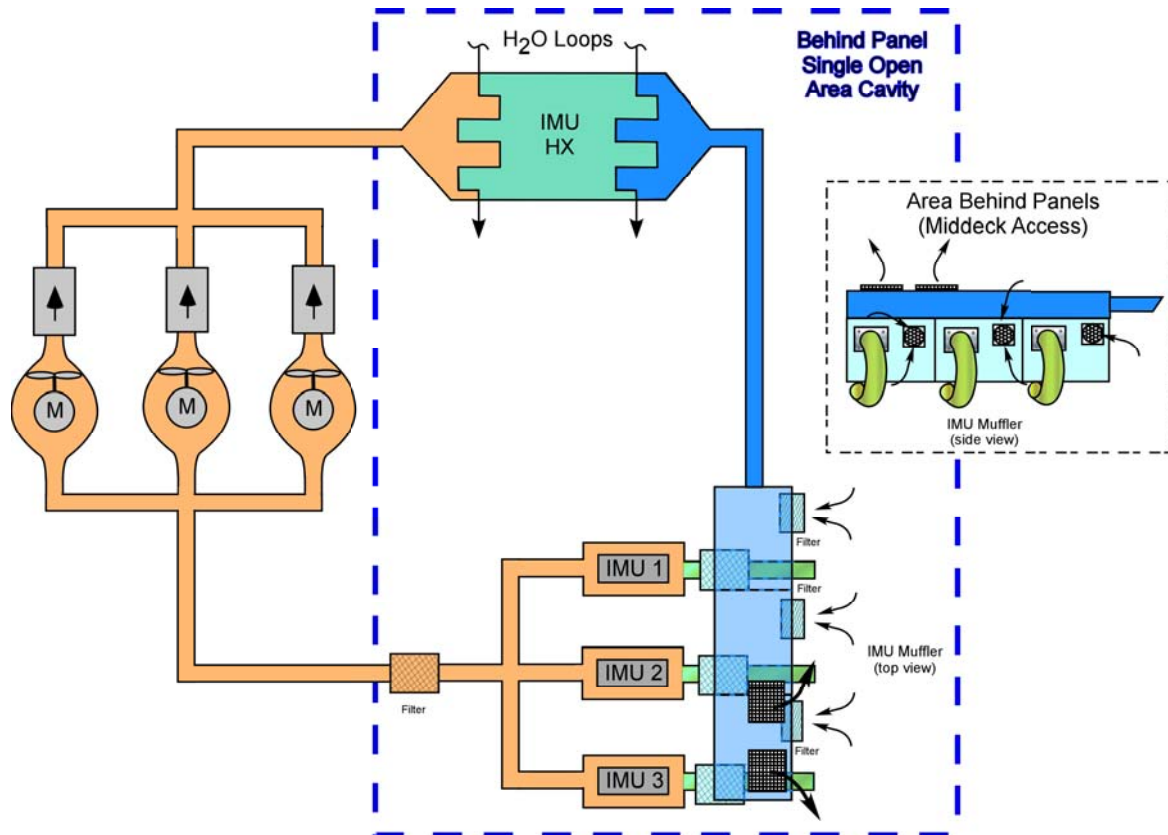 H2O Loops
Behind Panel
Single Open
Area Cavity
IMU
HX
Area Behind Panels
(Middeck Access)
IMU Muffler
(side view)
M
M
M
Filter
IMU 1
Filter
IMU 2
IMU Muffler
(top view)
Filter
Filter
IMU 3